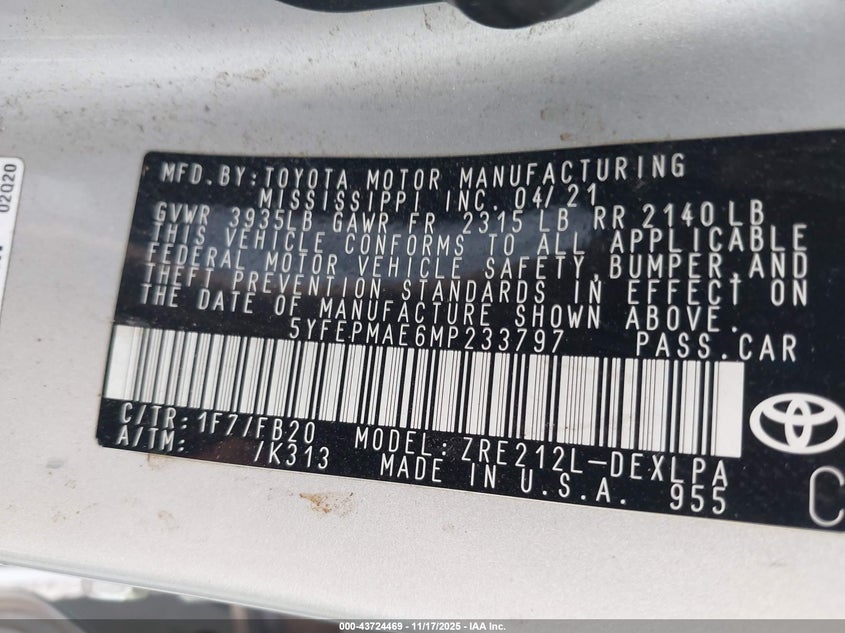 02Q20
MFD.BY:TOYOTA MOTOR MANUFACTURING
MISSISSIPPI INC. 04/21
GVWR 3935LB GAWR FR 2315 LB RR 2140 LB
THIS VEHICLE CONFORMS TO ALL APPLICABLE
FEDERAL MOTOR VEHICLE SAFETY,BUMPER,AND
THEFT PREVENTION STANDARDS IN EFFECT ON
THE DATE OF MANUFACTURE SHOWN ABOVE.
5YFEPMAE6MP233797 PASS.CAR
C/TR:1F7/FB20 MODEL:ZRE212L-DEXLPA
A/TM: /K313 MADE IN U.S.A. 955
C
000-43724469 - 11/17/2025 - IAA Inc.